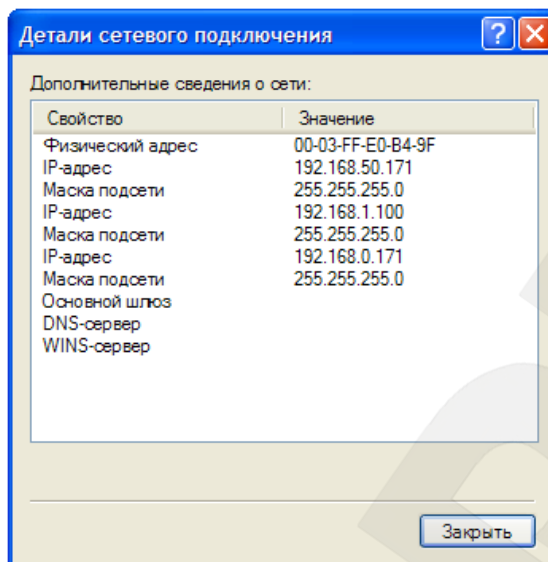 Детали сетевого подключения
Дополнительные сведения о сети:
Свойство Значение
Физический адрес 00-03-FF-E0-B4-9F
IP-адрес 192.168.50.171
Маска подсети 255.255.255.0
IP-адрес 192.168.1.100
Маска подсети 255.255.255.0
IP-адрес 192.168.0.171
Маска подсети 255.255.255.0
Основной шлюз
DNS-сервер
WINS-сервер
Закрыть